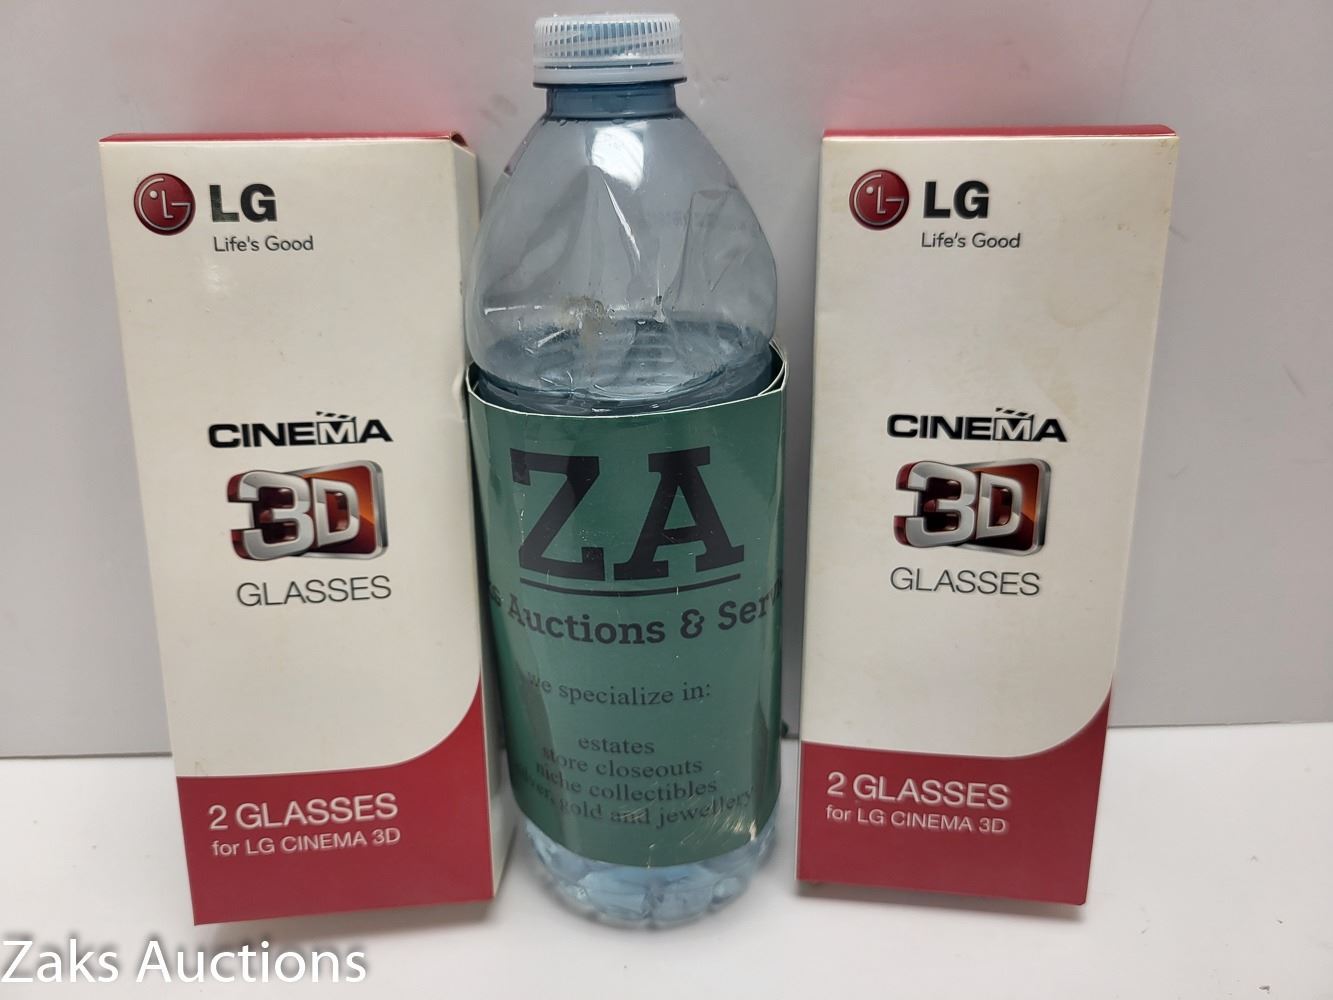 LG
Life's Good
CINEMA
3D
GLASSES
2 GLASSES
for LG CINEMA 3D
ZA
Auctions &
we specialize in:
estates
store closeouts
niche collectibles
gold and jewellery
LG
Life's Good
CINEMA
3D
GLASSES
2 GLASSES
for LG CINEMA 3D
Zaks Auctions